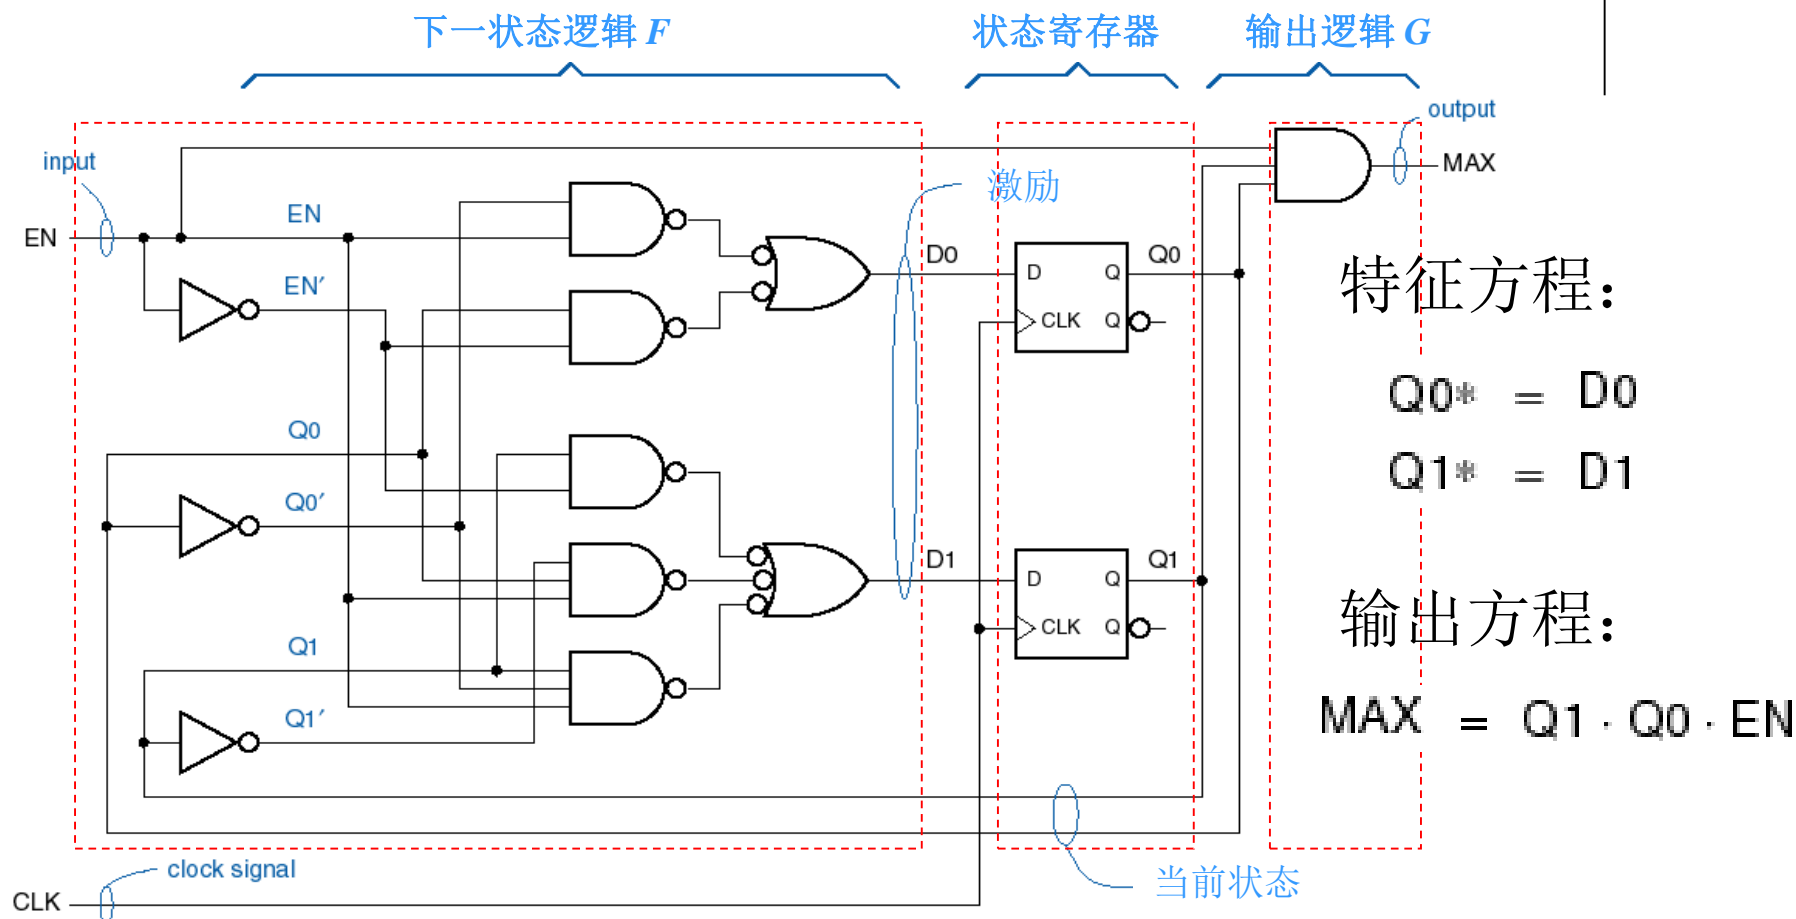 下一状态逻辑 F
状态寄存器
输出逻辑 G
output
input
MAX
激励
EN
EN
EN′
D0
D
Q
Q0
CLK
Q
特征方程：
Q0* = D0
Q1* = D1
Q0
Q0′
D1
D
Q
Q1
CLK
Q
输出方程：
MAX = Q1 · Q0 · EN
Q1
Q1′
clock signal
当前状态
CLK